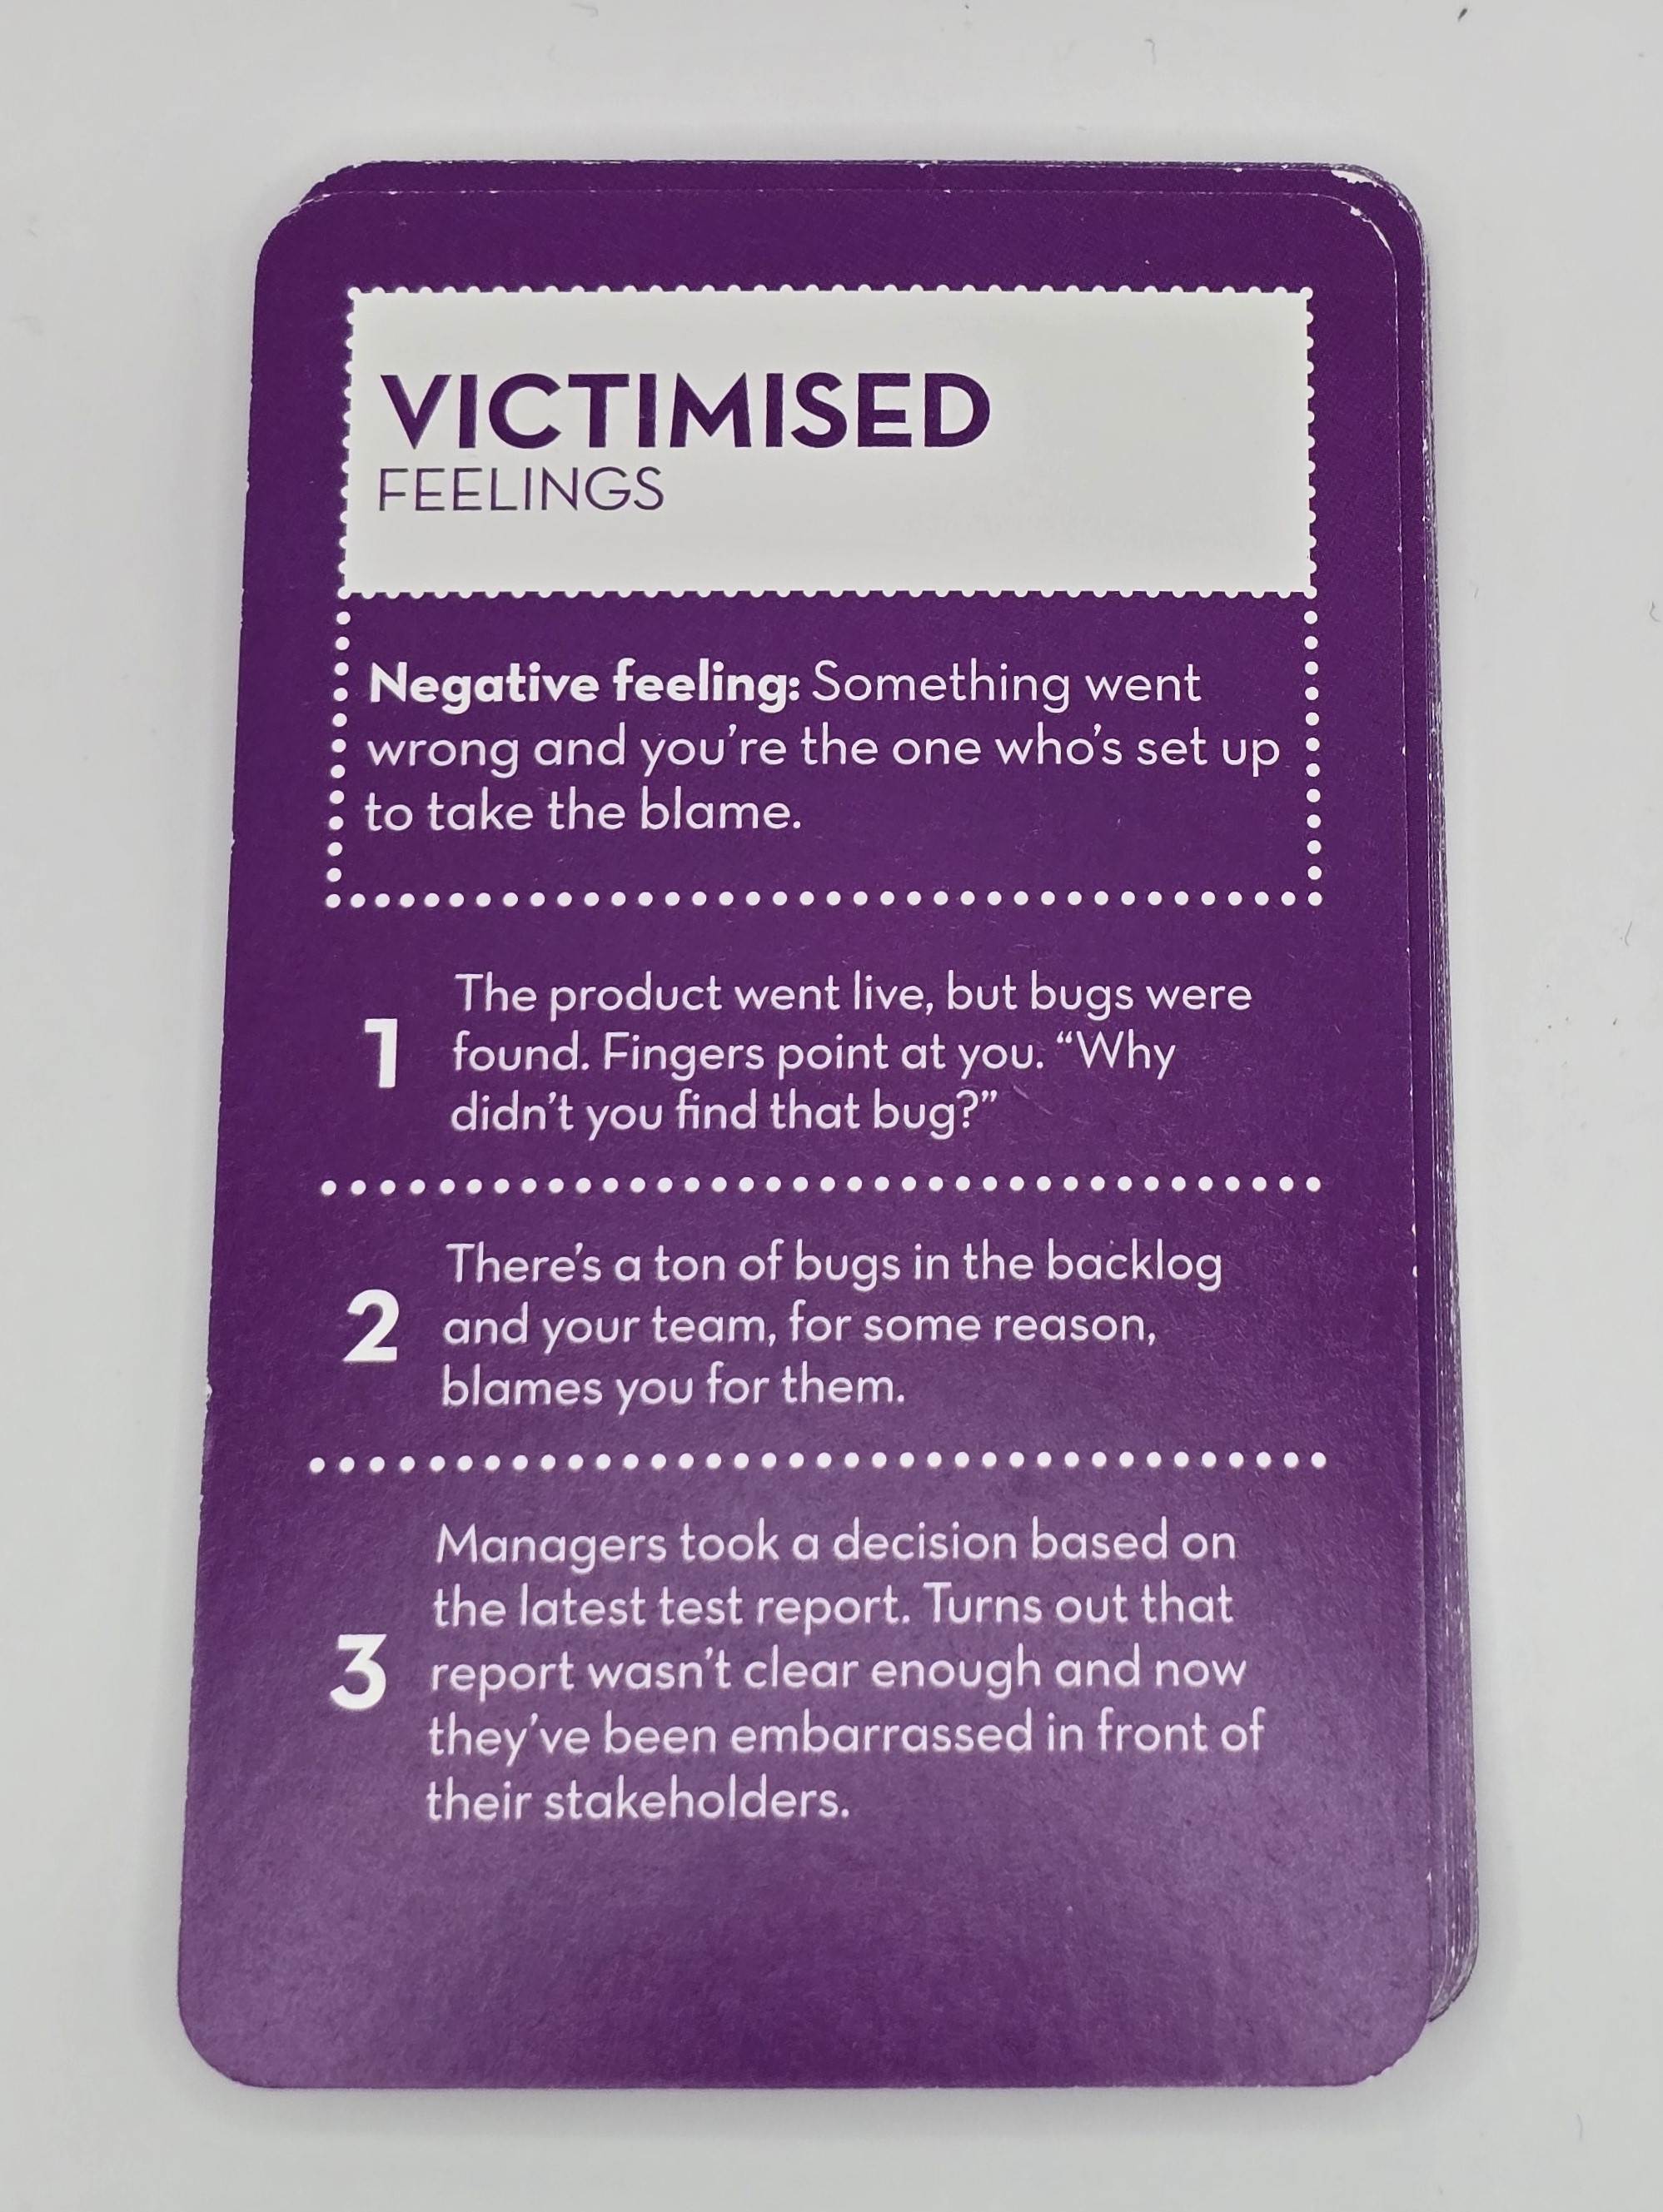 VICTIMISED
FEELINGS
Negative feeling: Something went
wrong and you're the one who's set up
to take the blame.
1
The product went live, but bugs were
found. Fingers point at you. “Why
didn't you find that bug?”
2
There's a ton of bugs in the backlog
and your team, for some reason,
blames you for them.
3
Managers took a decision based on
the latest test report. Turns out that
report wasn't clear enough and now
they've been embarrassed in front of
their stakeholders.